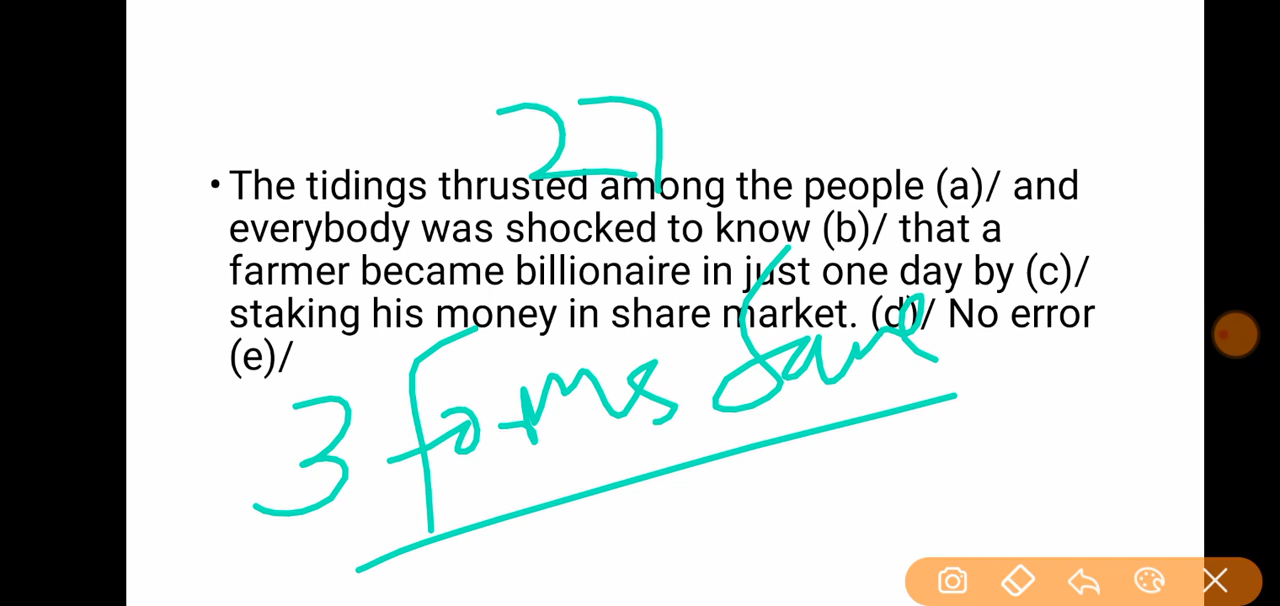 27
• The tidings thrusted among the people (a)/ and
everybody was shocked to know (b)/ that a
farmer became billionaire in just one day by (c)/
staking his money in share market. (d)/ No error
(e)/
3 forms same